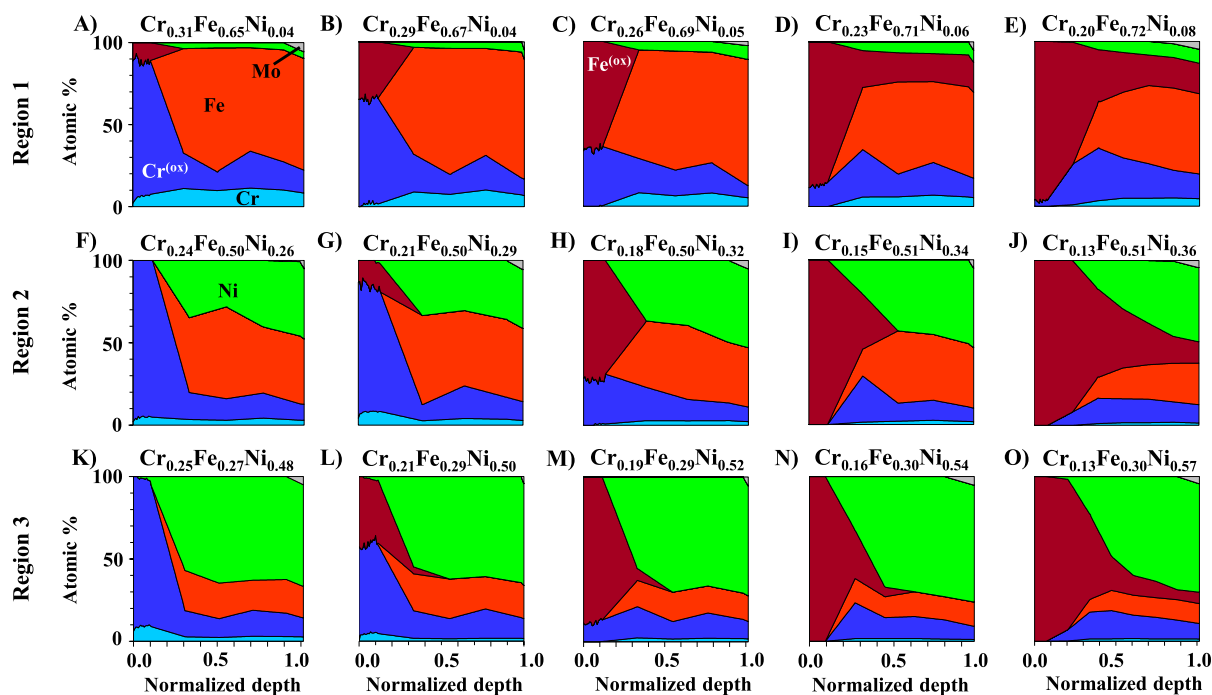 A) Cr0.31Fe0.65Ni0.04 B) Cr0.29Fe0.67Ni0.04 C) Cr0.26Fe0.69Ni0.05 D) Cr0.23Fe0.71Ni0.06 E) Cr0.20Fe0.72Ni0.08
Region 1
Atomic %
100
50
0
Mo
Fe
Fe(ox)
Cr(ox)
Cr
F) Cr0.24Fe0.50Ni0.26 G) Cr0.21Fe0.50Ni0.29 H) Cr0.18Fe0.50Ni0.32 I) Cr0.15Fe0.51Ni0.34 J) Cr0.13Fe0.51Ni0.36
Region 2
Atomic %
100
50
0
Ni
K) Cr0.25Fe0.27Ni0.48 L) Cr0.21Fe0.29Ni0.50 M) Cr0.19Fe0.29Ni0.52 N) Cr0.16Fe0.30Ni0.54 O) Cr0.13Fe0.30Ni0.57
Region 3
Atomic %
100
50
0
0.0 0.5 1.0 0.0 0.5 1.0 0.0 0.5 1.0 0.0 0.5 1.0 0.0 0.5 1.0
Normalized depth Normalized depth Normalized depth Normalized depth Normalized depth